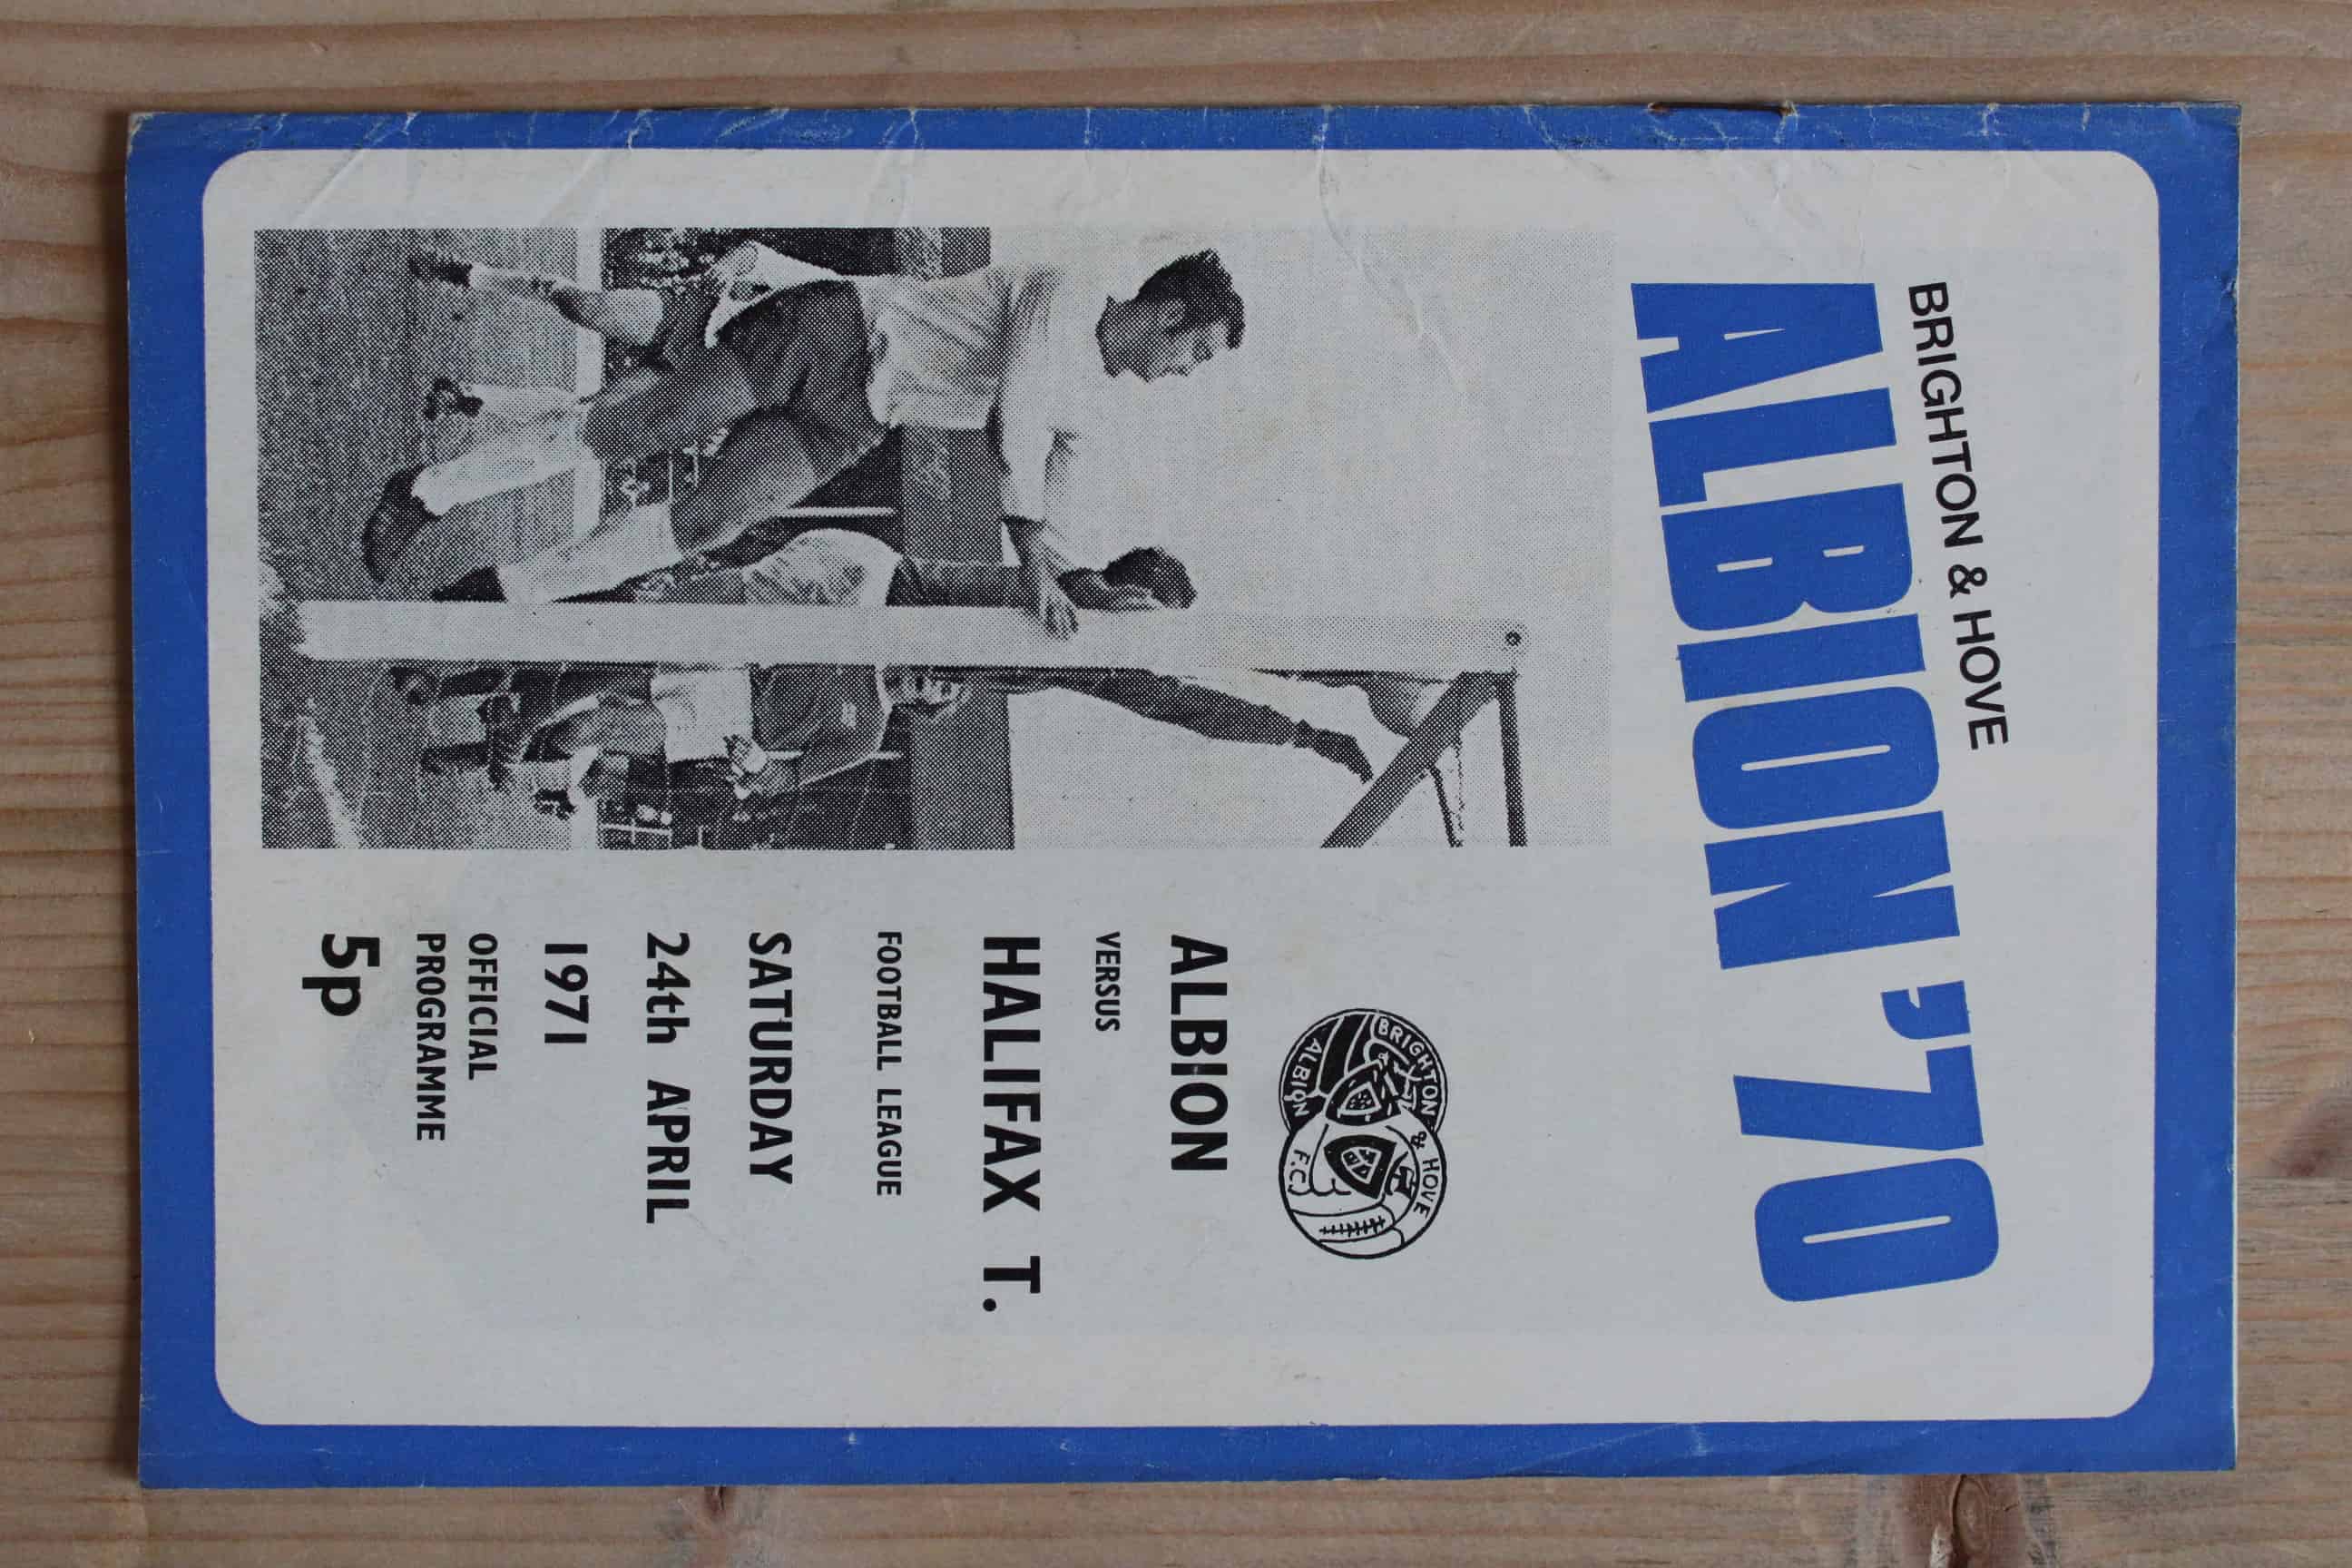 BRIGHTON & HOVE
ALBION '70
BRIGHTON & HOVE
ALBION F.C.
ALBION
VERSUS
HALIFAX T.
FOOTBALL LEAGUE
SATURDAY
24th APRIL
1971
OFFICIAL
PROGRAMME
5p